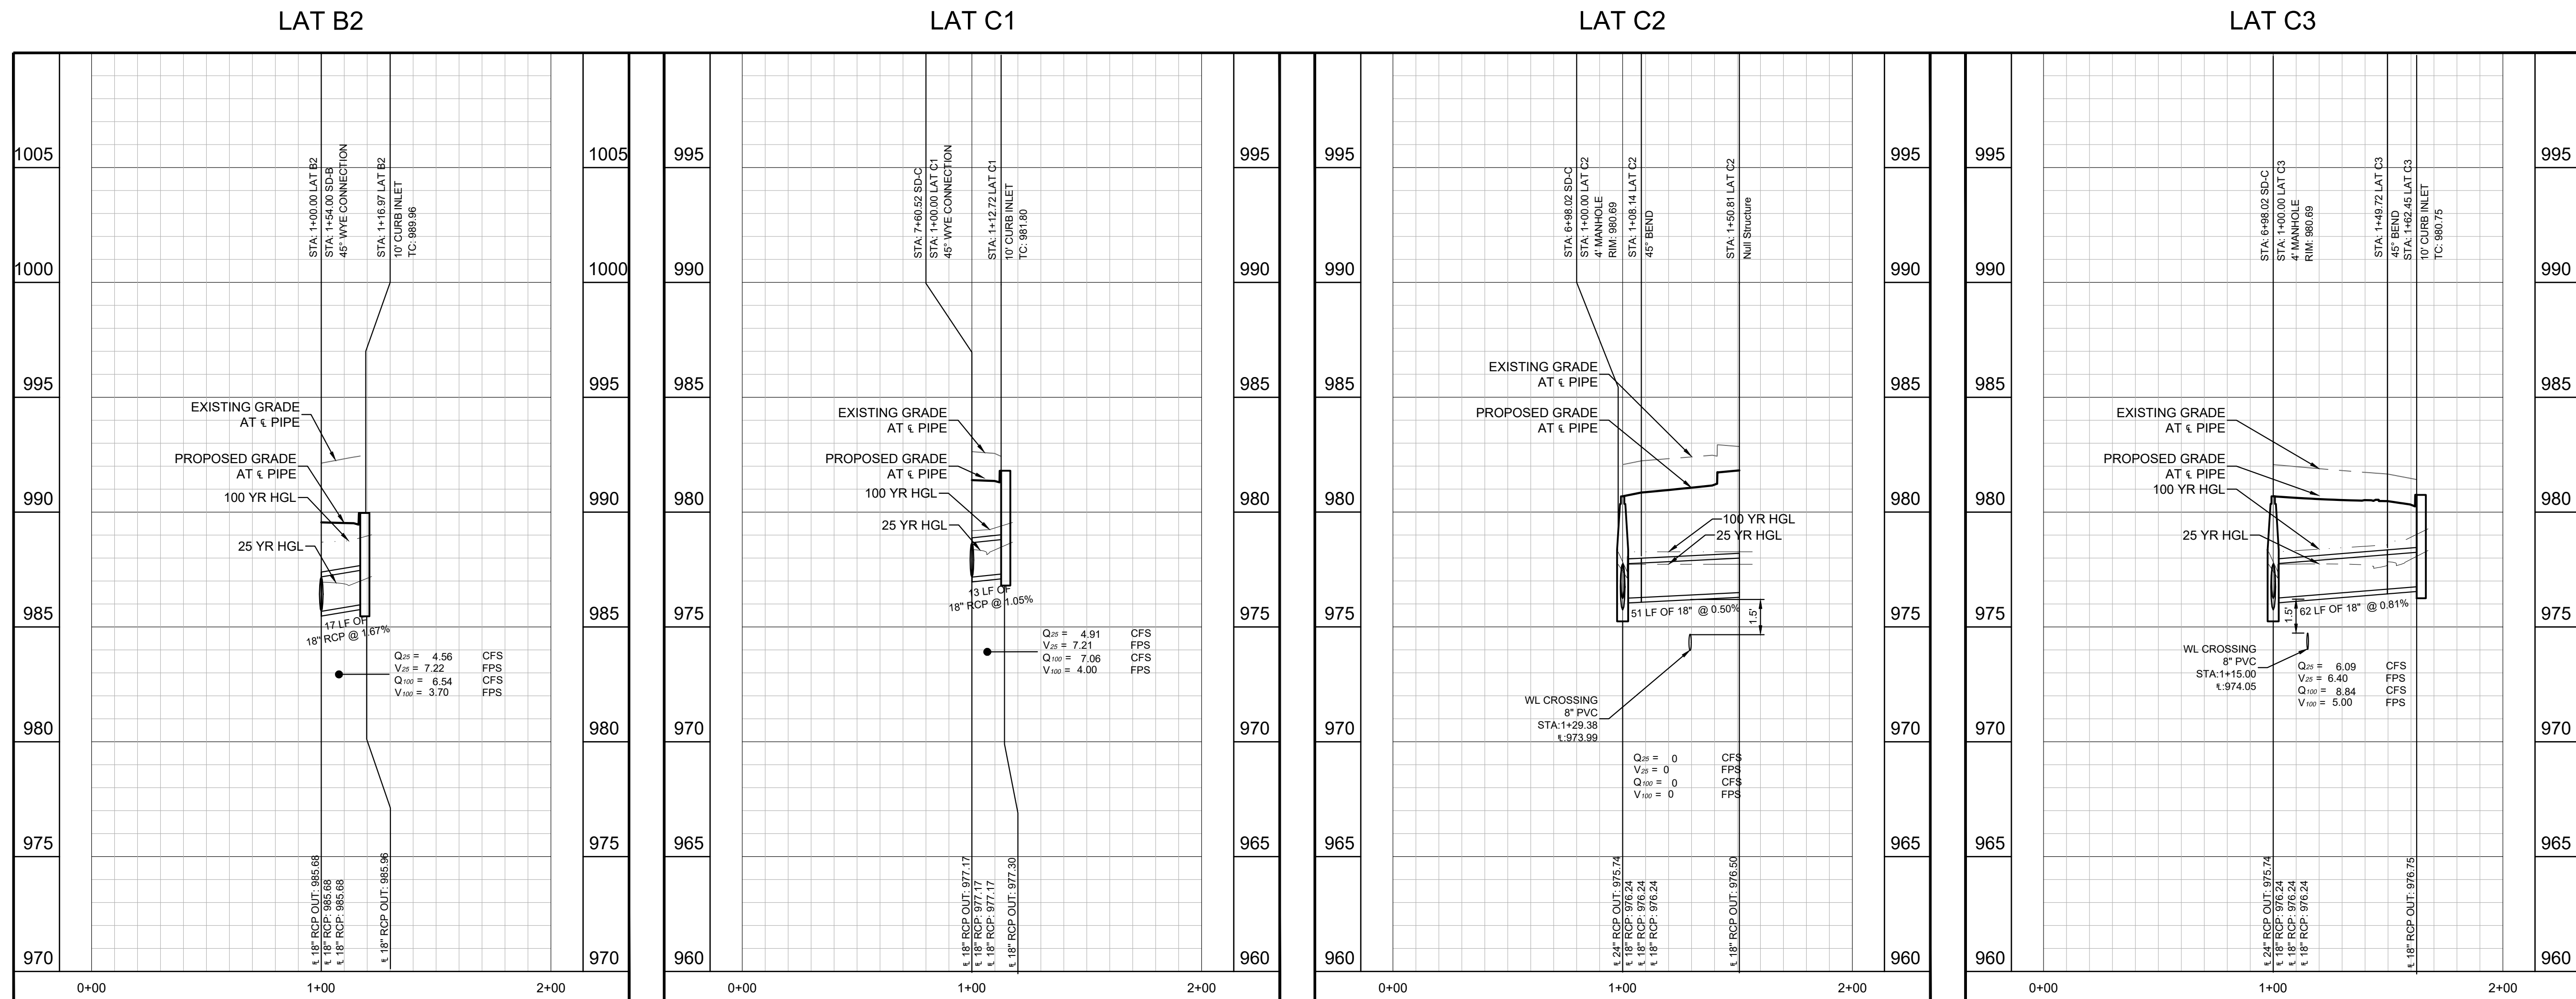 LAT B2
1005
1000
995
990
985
980
975
970
1005
1000
995
990
985
980
975
970
STA: 1+00.00 LAT B2
STA: 1+54.00 SD-B
45° WYE CONNECTION
STA: 1+16.97 LAT B2
10' CURB INLET
TC: 989.96
EXISTING GRADE
AT ℄ PIPE
PROPOSED GRADE
AT ℄ PIPE
100 YR HGL
25 YR HGL
17 LF OF
18" RCP @ 1.67%
Q25 = 4.56 CFS
V25 = 7.22 FPS
Q100 = 6.54 CFS
V100 = 3.70 FPS
18" RCP OUT: 985.68
18" RCP: 985.68
18" RCP: 985.68
18" RCP OUT: 985.96
0+00
1+00
2+00
LAT C1
995
990
985
980
975
970
965
960
995
990
985
980
975
970
965
960
STA: 7+60.52 SD-C
STA: 1+00.00 LAT C1
45° WYE CONNECTION
STA: 1+12.72 LAT C1
10' CURB INLET
TC: 981.80
EXISTING GRADE
AT ℄ PIPE
PROPOSED GRADE
AT ℄ PIPE
100 YR HGL
25 YR HGL
13 LF OF
18" RCP @ 1.05%
Q25 = 4.91 CFS
V25 = 7.21 FPS
Q100 = 7.06 CFS
V100 = 4.00 FPS
18" RCP OUT: 977.17
18" RCP: 977.17
18" RCP: 977.17
18" RCP OUT: 977.30
0+00
1+00
2+00
LAT C2
995
990
985
980
975
970
965
960
995
990
985
980
975
970
965
960
STA: 6+98.02 SD-C
STA: 1+00.00 LAT C2
4' MANHOLE
RIM: 980.69
STA: 1+08.14 LAT C2
45° BEND
STA: 1+50.81 LAT C2
Null Structure
EXISTING GRADE
AT ℄ PIPE
PROPOSED GRADE
AT ℄ PIPE
100 YR HGL
25 YR HGL
51 LF OF 18" @ 0.50%
1.5'
WL CROSSING
8" PVC
STA:1+29.38
:973.99
Q25 = 0 CFS
V25 = 0 FPS
Q100 = 0 CFS
V100 = 0 FPS
24" RCP OUT: 975.74
18" RCP: 976.24
18" RCP: 976.24
18" RCP: 976.24
18" RCP OUT: 976.50
0+00
1+00
2+00
LAT C3
995
990
985
980
975
970
965
960
995
990
985
980
975
970
965
960
STA: 6+98.02 SD-C
STA: 1+00.00 LAT C3
4' MANHOLE
RIM: 980.69
STA: 1+49.72 LAT C3
45° BEND
STA: 1+62.45 LAT C3
10' CURB INLET
TC: 980.75
EXISTING GRADE
AT ℄ PIPE
PROPOSED GRADE
AT ℄ PIPE
100 YR HGL
25 YR HGL
62 LF OF 18" @ 0.81%
1.5'
WL CROSSING
8" PVC
STA:1+15.00
:974.05
Q25 = 6.09 CFS
V25 = 6.40 FPS
Q100 = 8.84 CFS
V100 = 5.00 FPS
24" RCP OUT: 975.74
18" RCP: 976.24
18" RCP: 976.24
18" RCP: 976.24
18" RCP OUT: 976.75
0+00
1+00
2+00